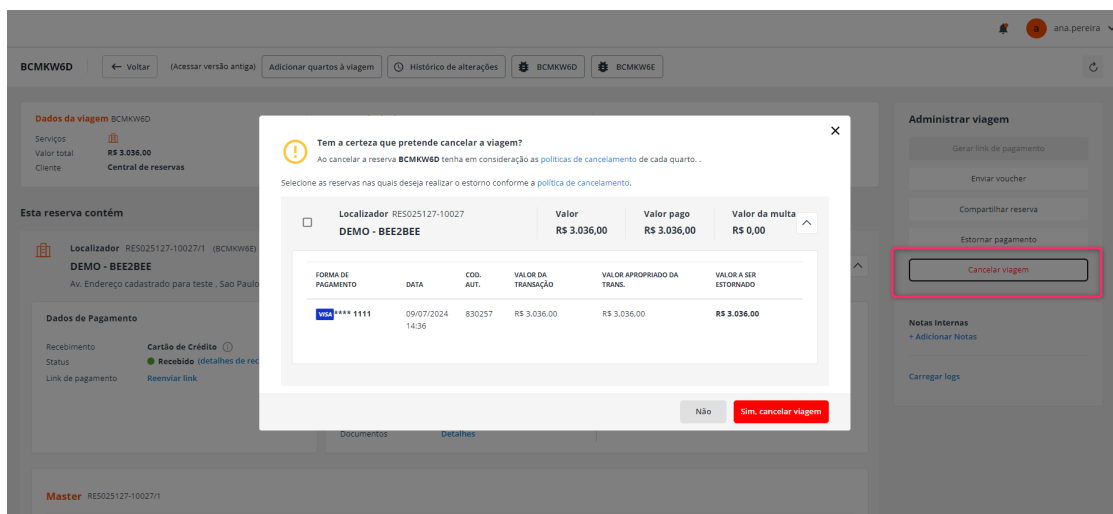 a ana.pereira
BCMKW6D
← Voltar
(Acessar versão antiga)
Adicionar quartos à viagem
Histórico de alterações
BCMKW6D
BCMKW6E
Dados da viagem BCMKW6D
Serviços
Valor total R$ 3.036,00
Cliente Central de reservas
Esta reserva contém
Localizador RES025127-10027/1 (BCMKW6E)
DEMO - BEE2BEE
Av. Endereço cadastrado para teste , Sao Paulo
Dados de Pagamento
Recebimento Cartão de Crédito
Status Recebido (detalhes de rec
Link de pagamento Reenviar link
Documentos Detalhes
Master RES025127-10027/1
Tem a certeza que pretende cancelar a viagem?
Ao cancelar a reserva BCMKW6D tenha em consideração as politicas de cancelamento de cada quarto. .
Selecione as reservas nas quais deseja realizar o estorno conforme a política de cancelamento.
Localizador RES025127-10027
DEMO - BEE2BEE
Valor
R$ 3.036,00
Valor pago
R$ 3.036,00
Valor da multa
R$ 0,00
FORMA DE PAGAMENTO
DATA
COD. AUT.
VALOR DA TRANSAÇÃO
VALOR APROPRIADO DA TRANS.
VALOR A SER ESTORNADO
VISA **** 1111
09/07/2024 14:36
830257
R$ 3.036,00
R$ 3.036,00
R$ 3.036,00
Não
Sim, cancelar viagem
Administrar viagem
Gerar link de pagamento
Enviar voucher
Compartilhar reserva
Estornar pagamento
Cancelar viagem
Notas Internas
+ Adicionar Notas
Carregar logs